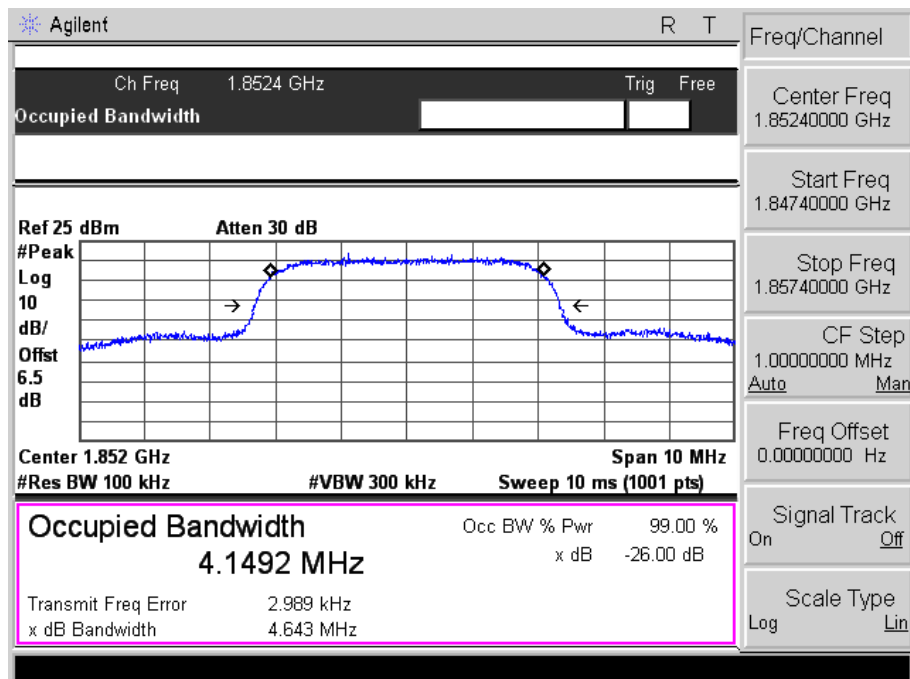 Agilent R T
Ch Freq 1.8524 GHz Trig Free
Occupied Bandwidth
Ref 25 dBm Atten 30 dB
#Peak
Log
10
dB/
Offst
6.5
dB
Center 1.852 GHz Span 10 MHz
#Res BW 100 kHz #VBW 300 kHz Sweep 10 ms (1001 pts)
Occupied Bandwidth
4.1492 MHz
Occ BW % Pwr 99.00 %
x dB -26.00 dB
Transmit Freq Error 2.989 kHz
x dB Bandwidth 4.643 MHz
Freq/Channel
Center Freq
1.85240000 GHz
Start Freq
1.84740000 GHz
Stop Freq
1.85740000 GHz
CF Step
1.00000000 MHz
Auto Man
Freq Offset
0.00000000 Hz
Signal Track
On Off
Scale Type
Log Lin